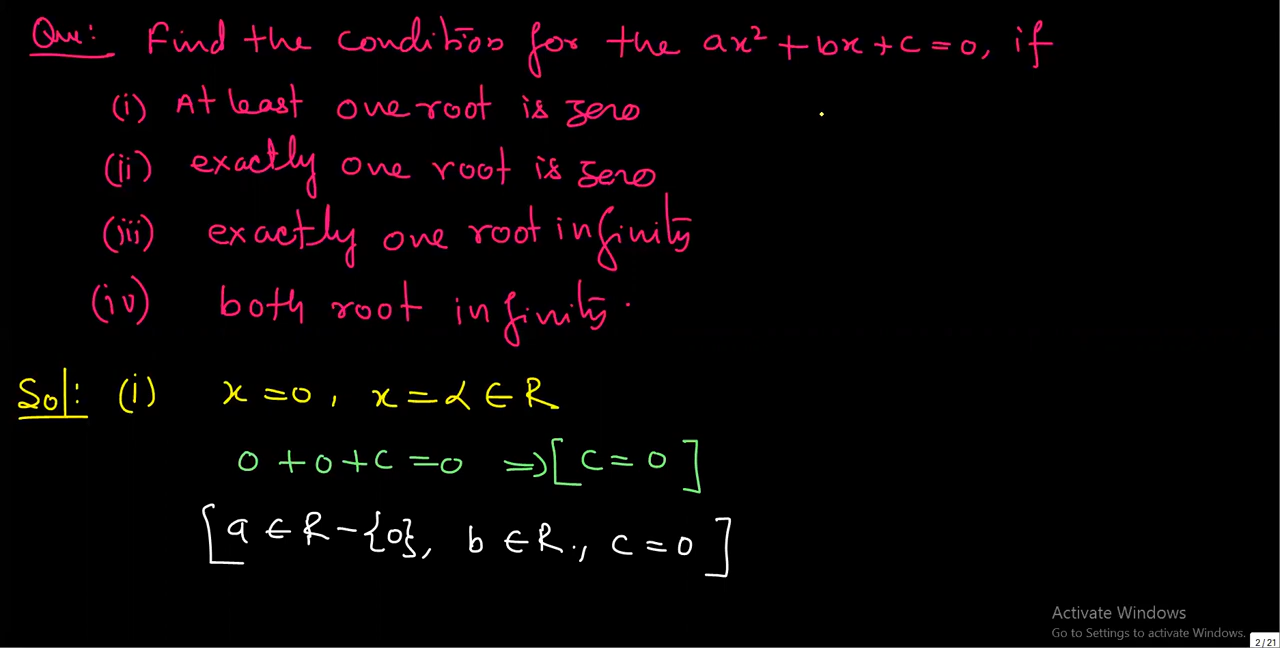 Que: Find the condition for the ax² + bx + c = 0, if
(i) At least one root is zero
(ii) exactly one root is zero
(iii) exactly one root infinity
(iv) both root infinity.
Sol: (i) x = 0, x = α ∈ R
0 + 0 + c = 0 ⇒ [c = 0]
[a ∈ R - {0}, b ∈ R., c = 0]
Activate Windows
Go to Settings to activate Windows.
2 / 21